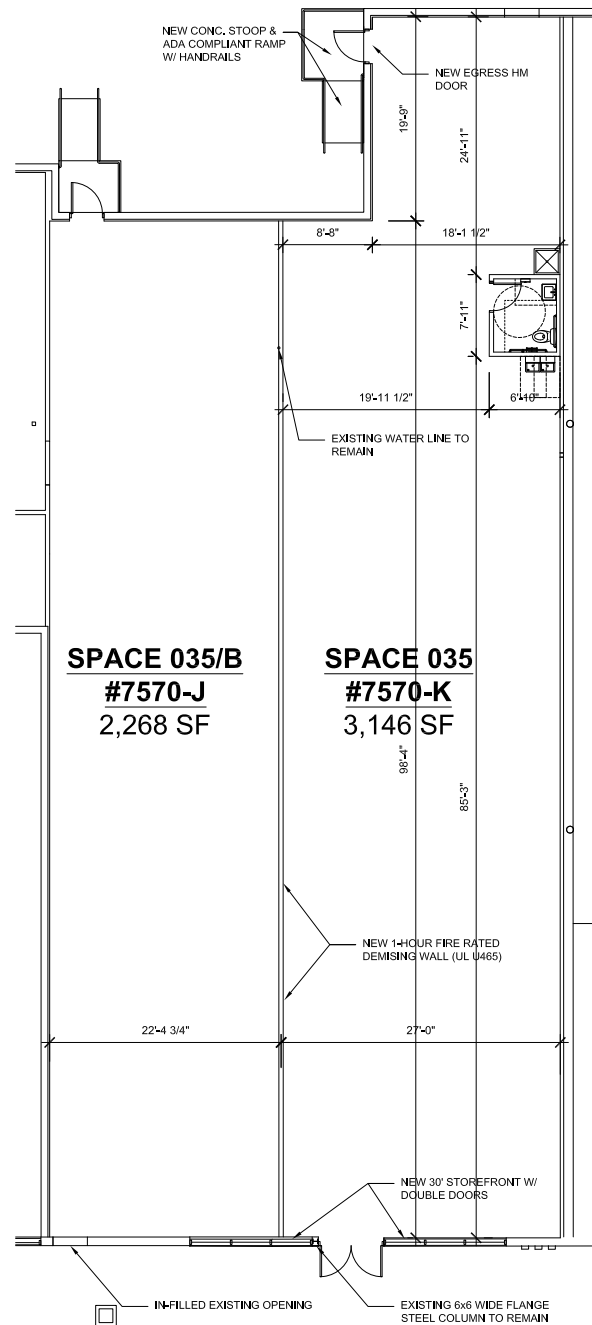 NEW CONC. STOOP &
ADA COMPLIANT RAMP
W/ HANDRAILS
NEW EGRESS HM
DOOR
19'-9"
24'-11"
8'-8"
18'-1 1/2"
7'-11"
19'-11 1/2"
6'-10"
EXISTING WATER LINE TO
REMAIN
SPACE 035/B
#7570-J
2,268 SF
SPACE 035
#7570-K
3,146 SF
98'-4"
85'-3"
NEW 1-HOUR FIRE RATED
DEMISING WALL (UL U465)
22'-4 3/4"
27'-0"
NEW 30' STOREFRONT W/
DOUBLE DOORS
IN-FILLED EXISTING OPENING
EXISTING 6x6 WIDE FLANGE
STEEL COLUMN TO REMAIN